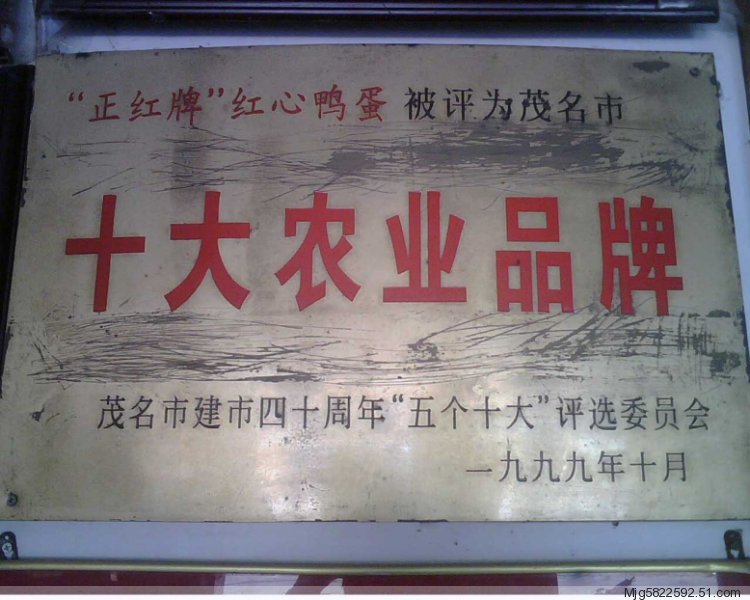 “正红牌”红心鸭蛋 被评为茂名市
十大农业品牌
茂名市建市四十周年“五个十大”评选委员会
一九九九年十月
Mjg5822592.51.com